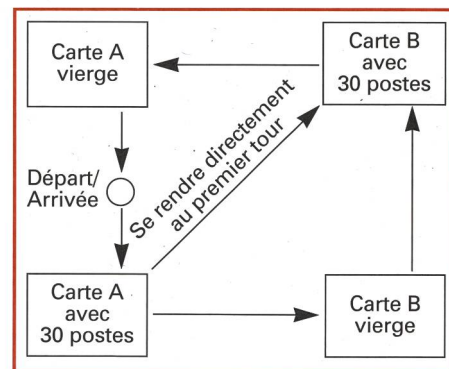 Carte A
vierge
Carte B
avec
30 postes
Se rendre directement
au premier tour
Départ/
Arrivée
Carte A
avec
30 postes
Carte B
vierge